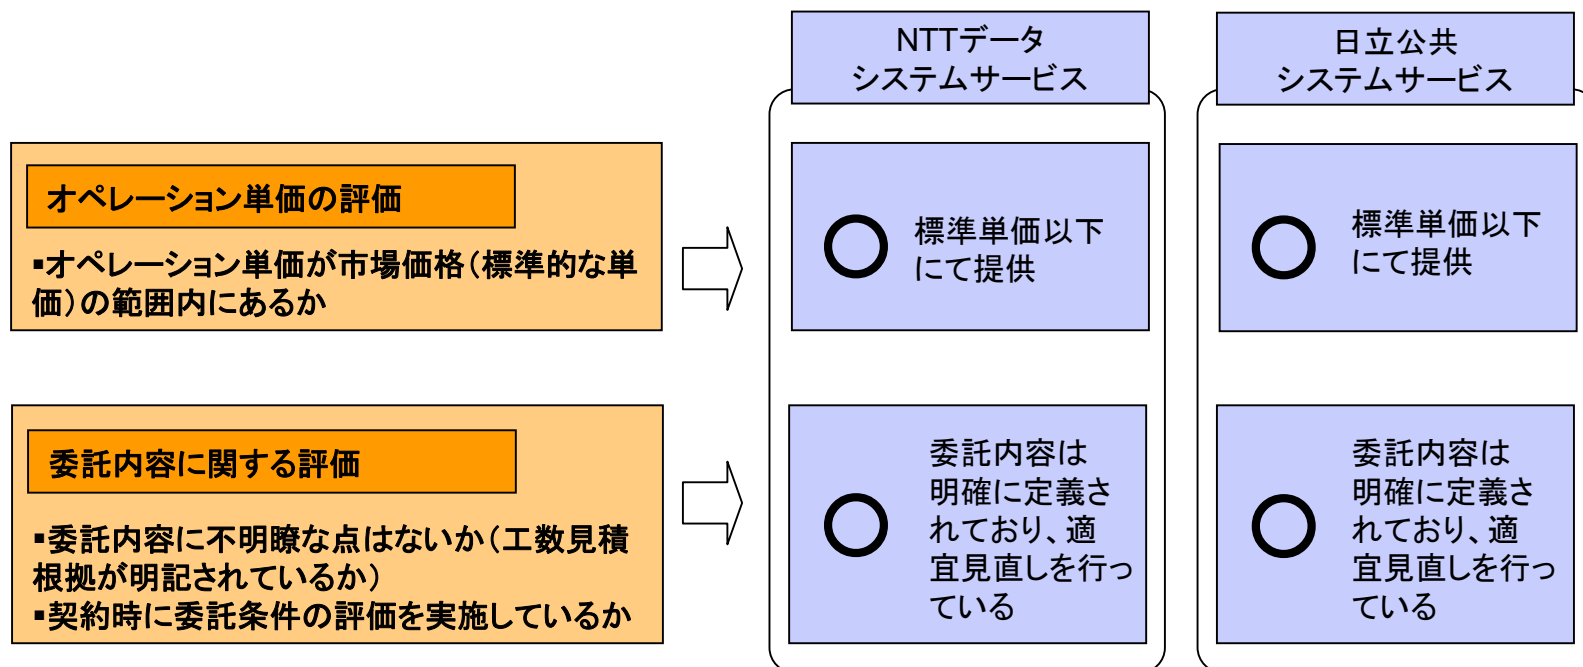 NTTデータ
システムサービス
日立公共
システムサービス
オペレーション単価の評価
▪オペレーション単価が市場価格（標準的な単
価）の範囲内にあるか
標準単価以下
にて提供
標準単価以下
にて提供
委託内容に関する評価
▪委託内容に不明瞭な点はないか（工数見積
根拠が明記されているか）
▪契約時に委託条件の評価を実施しているか
委託内容は
明確に定義さ
れており、適
宜見直しを行っ
ている
委託内容は
明確に定義さ
れており、適
宜見直しを行っ
ている